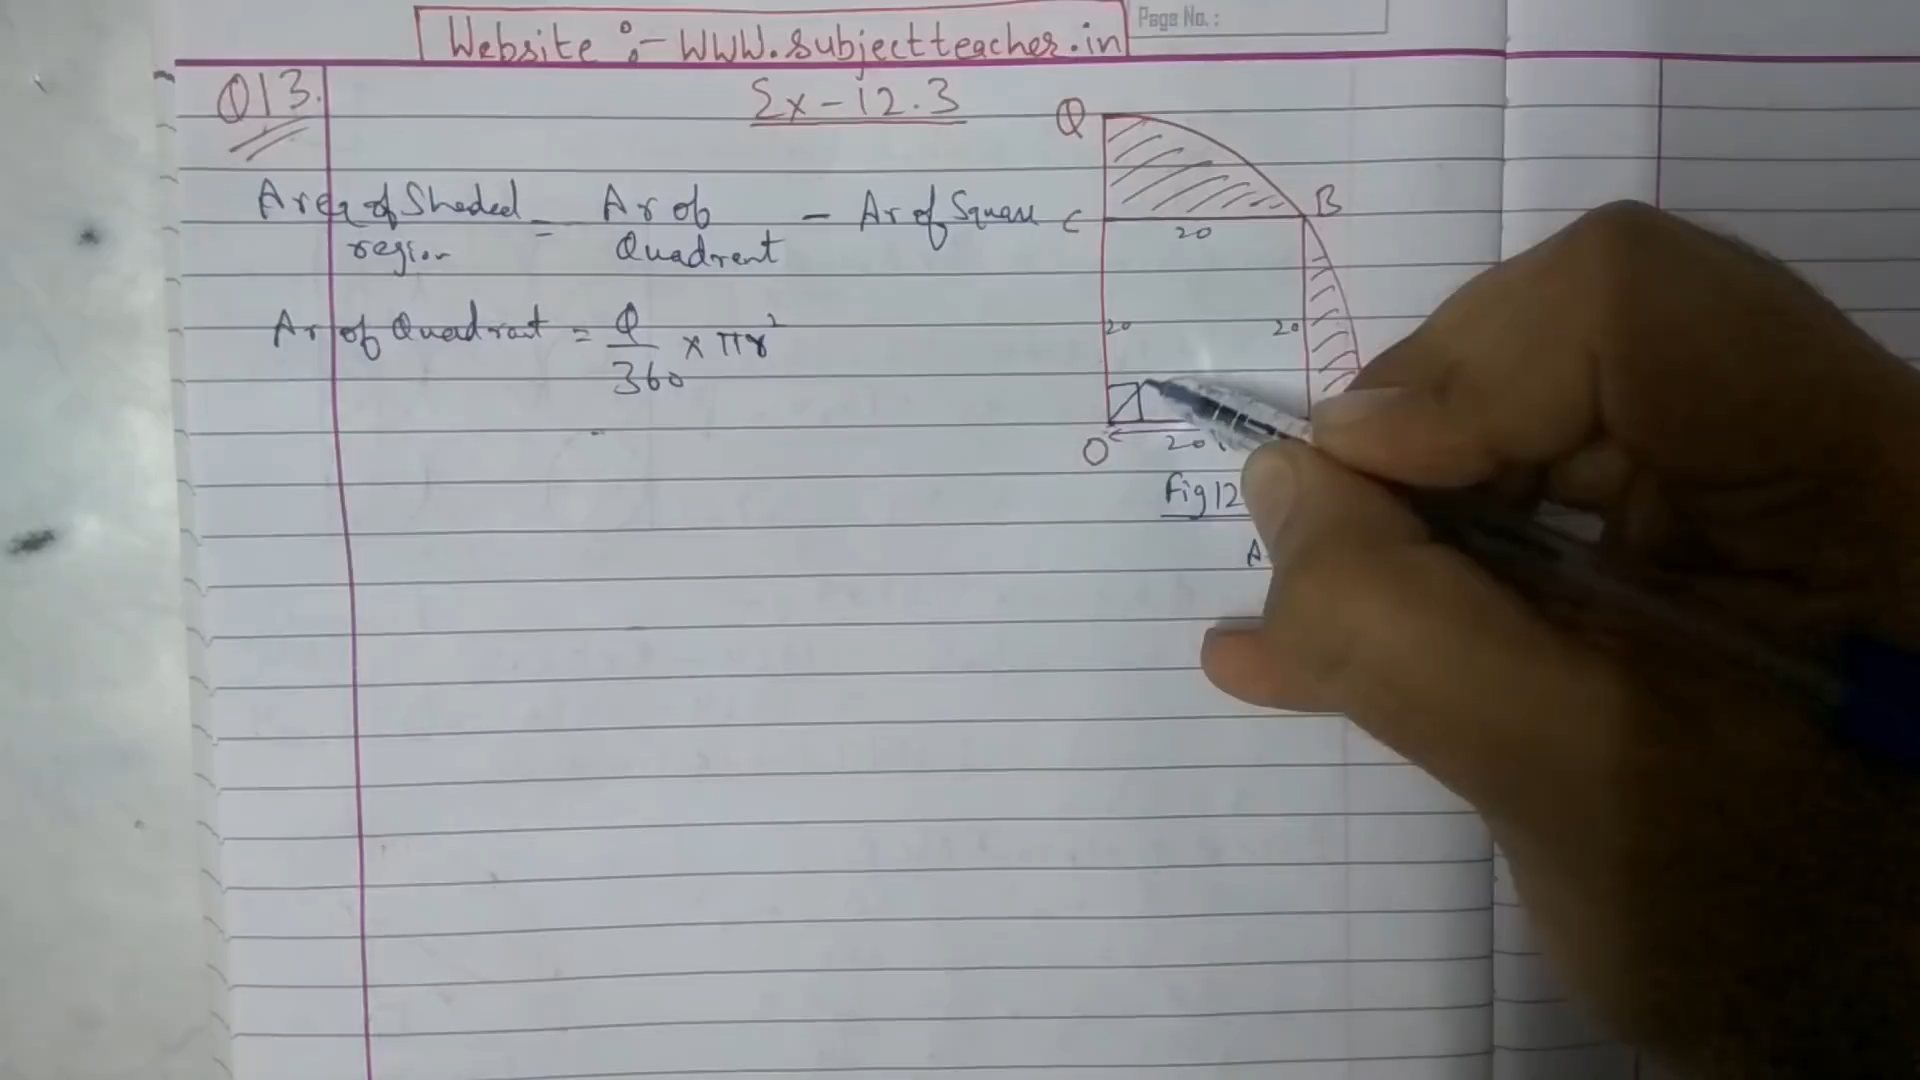 Page No. :
Website :- WWW.subjectteacher.in
Q13.
Ex - 12.3
Area of Shaded region = Ar of Quadrent - Ar of Square
Ar of Quadrant = Q/360 x πr²
Q
B
C
20
20
20
O
20
Fig 12
A